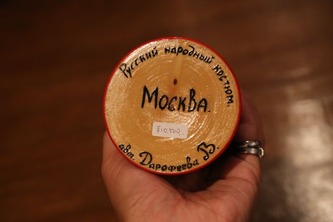 Русский народный костюм.
Москва.
авт. Дарофеева В.